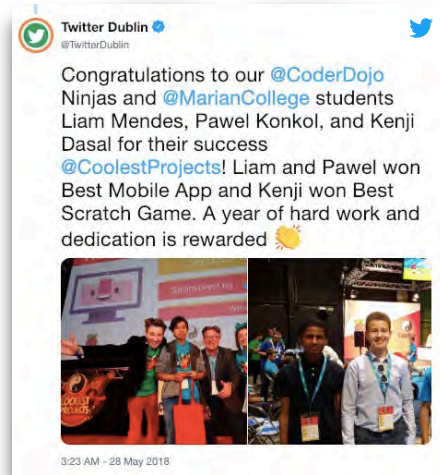 Twitter Dublin
@TwitterDublin
Congratulations to our @CoderDojo
Ninjas and @MarianCollege students
Liam Mendes, Pawel Konkol, and Kenji
Dasal for their success
@CoolestProjects! Liam and Pawel won
Best Mobile App and Kenji won Best
Scratch Game. A year of hard work and
dedication is rewarded 👏
COOLEST
PROJECTS
3:23 AM - 28 May 2018